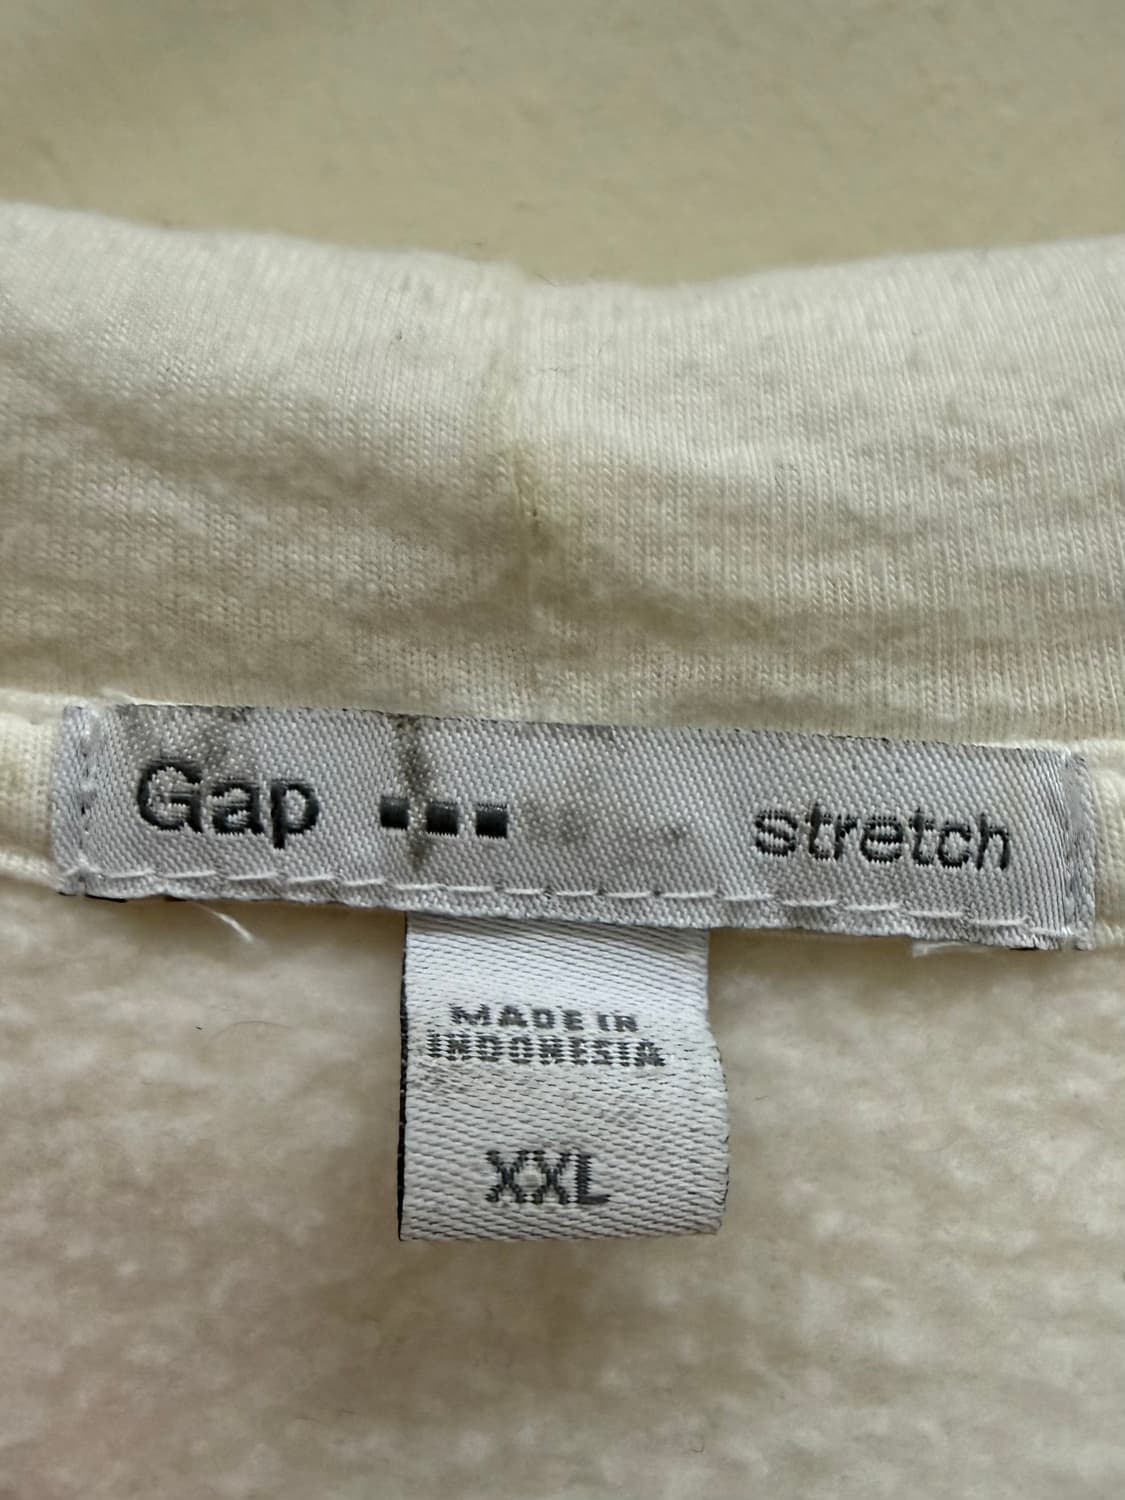 Gap stretch
MADE IN
INDONESIA
XXL